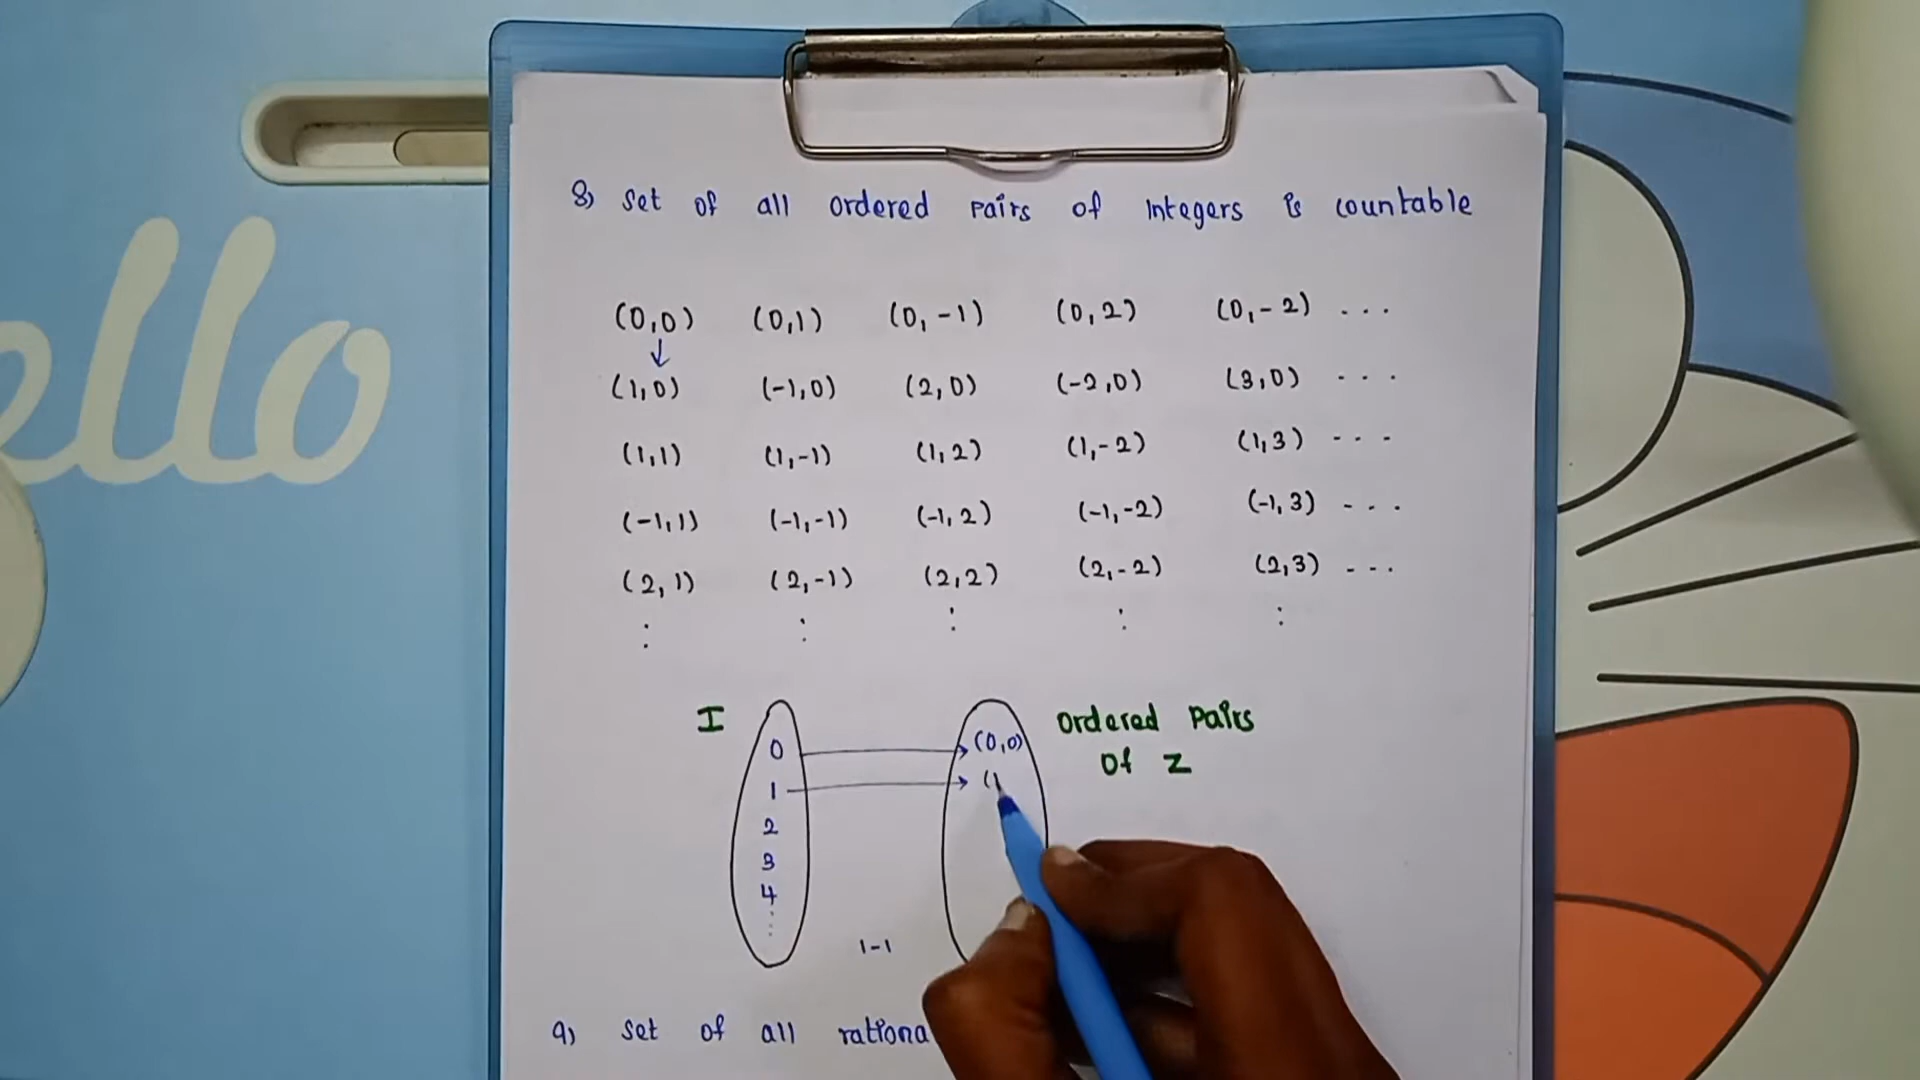 8) set of all ordered pairs of Integers is countable
(0,0) (0,1) (0,-1) (0,2) (0,-2) ...
↓
(1,0) (-1,0) (2,0) (-2,0) (3,0) ...
(1,1) (1,-1) (1,2) (1,-2) (1,3) ...
(-1,1) (-1,-1) (-1,2) (-1,-2) (-1,3) ...
(2,1) (2,-1) (2,2) (2,-2) (2,3) ...
⋮ ⋮ ⋮ ⋮ ⋮
I
0 → (0,0)
1 → (1
2
3
4
⋮
1-1
ordered pairs
of Z
9) set of all rationa
ello